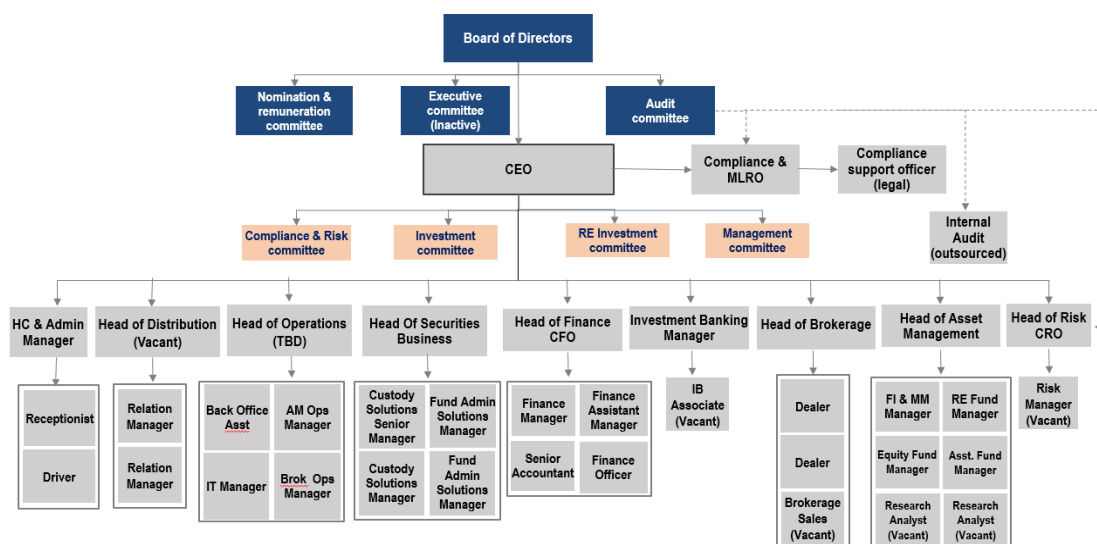 Board of Directors
Nomination &
remuneration
committee
Executive
committee
(Inactive)
Audit
committee
CEO
Compliance &
MLRO
Compliance
support officer
(legal)
Internal
Audit
(outsourced)
Compliance & Risk
committee
Investment
committee
RE Investment
committee
Management
committee
HC & Admin
Manager
Head of Distribution
(Vacant)
Head of Operations
(TBD)
Head Of Securities
Business
Head of Finance
CFO
Investment Banking
Manager
Head of Brokerage
Head of Asset
Management
Head of Risk
CRO
Receptionist
Driver
Relation
Manager
Relation
Manager
Back Office
Asst
AM Ops
Manager
IT Manager
Brok Ops
Manager
Custody
Solutions
Senior
Manager
Fund Admin
Solutions
Manager
Custody
Solutions
Manager
Fund
Admin
Solutions
Manager
Finance
Manager
Finance
Assistant
Manager
Senior
Accountant
Finance
Officer
IB
Associate
(Vacant)
Dealer
Dealer
Brokerage
Sales
(Vacant)
FI & MM
Manager
RE Fund
Manager
Equity Fund
Manager
Asst. Fund
Manager
Research
Analyst
(Vacant)
Research
Analyst
(Vacant)
Risk
Manager
(Vacant)